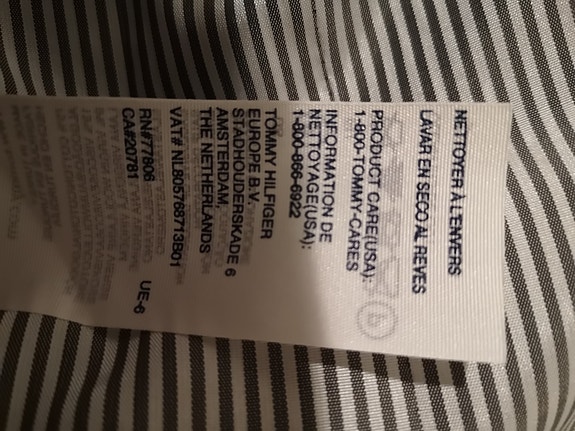 NETTOYER À L'ENVERS
LAVAR EN SECO AL REVES
PRODUCT CARE(USA):
1-800-TOMMY-CARES
INFORMATION DE
NETTOYAGE(USA):
1-800-866-6922
TOMMY HILFIGER
EUROPE B.V.
STADHOUDERSKADE 6
AMSTERDAM,
THE NETHERLANDS
VAT# NL805768713B01
RN#77806 UE-6
CA#20781